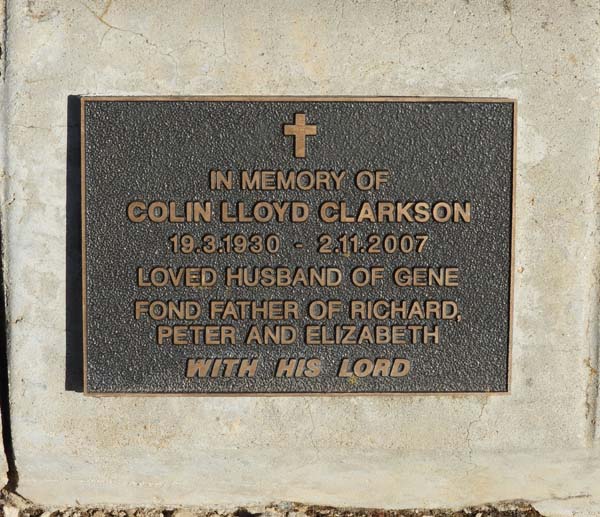 IN MEMORY OF
COLIN LLOYD CLARKSON
19.3.1930 - 2.11.2007
LOVED HUSBAND OF GENE
FOND FATHER OF RICHARD,
PETER AND ELIZABETH
WITH HIS LORD